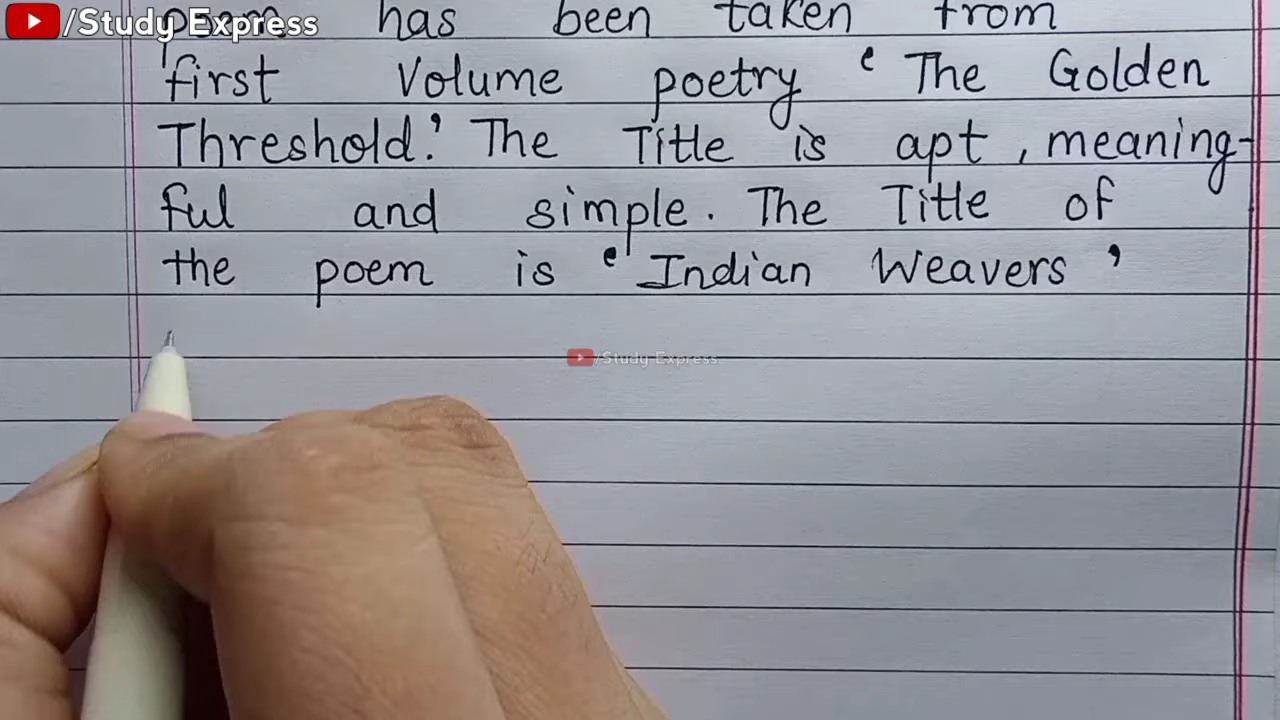 /Study Express
poem has been taken from
first Volume poetry ‘ The Golden
Threshold.’ The Title is apt , meaning-
ful and simple. The Title of
the poem is ‘ Indian Weavers ’
/Study Express